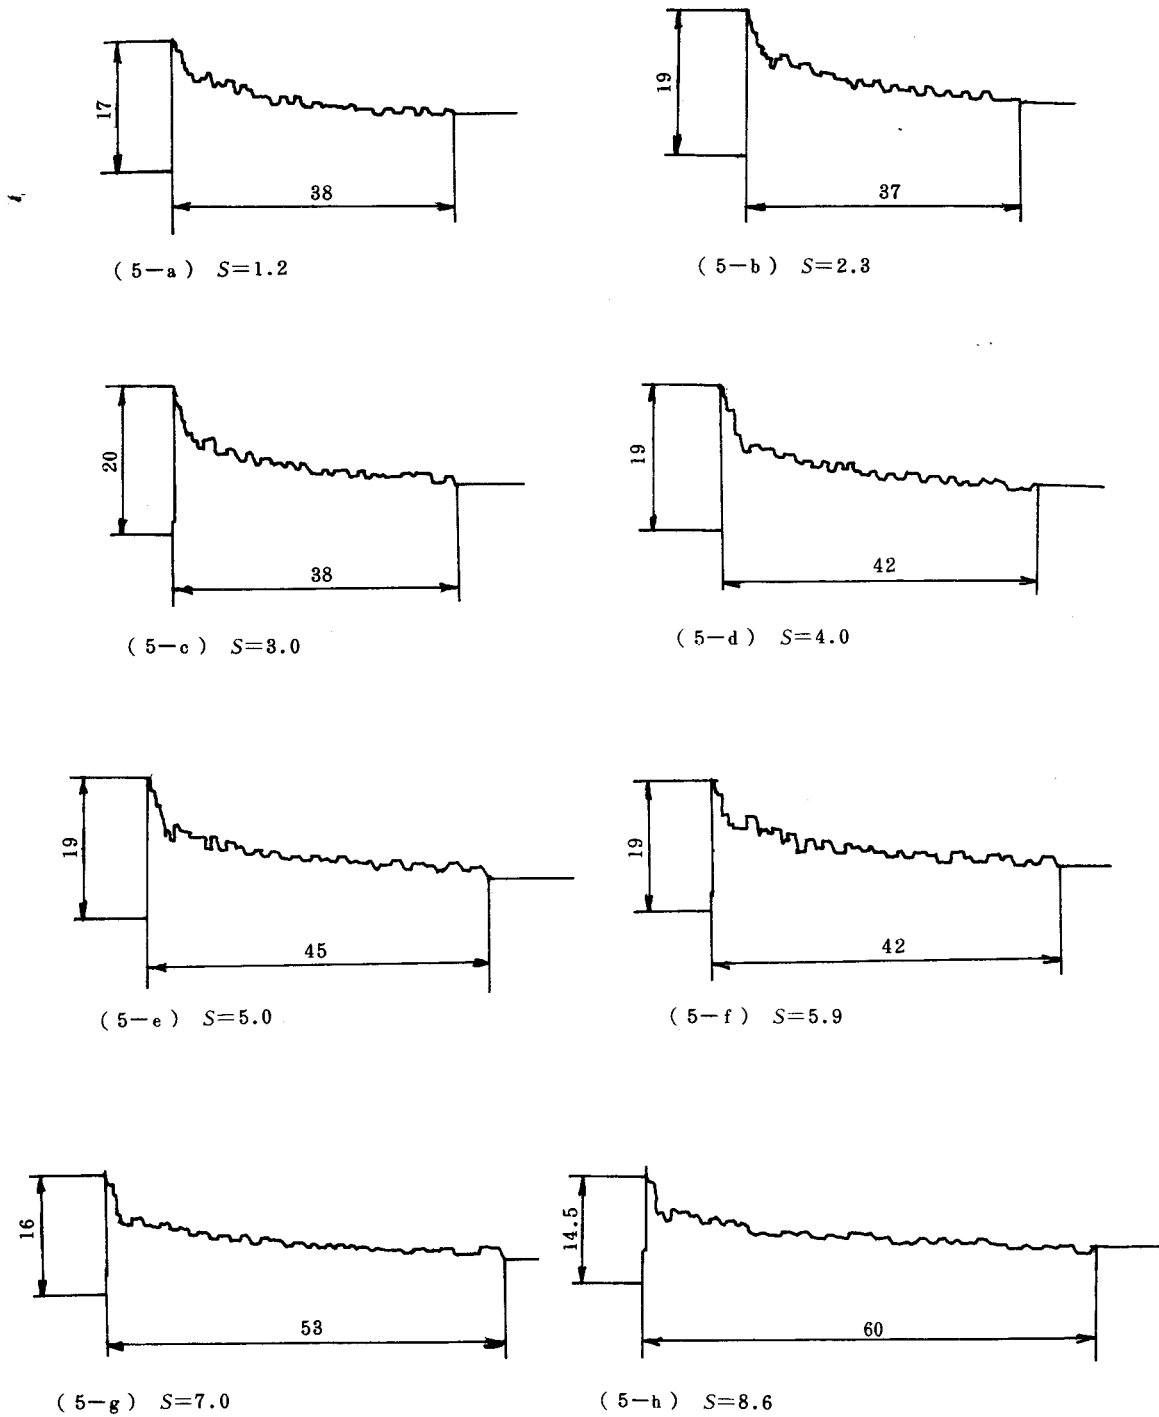 17
38
(5-a) S=1.2
19
37
(5-b) S=2.3
20
38
(5-c) S=3.0
19
42
(5-d) S=4.0
19
45
(5-e) S=5.0
19
42
(5-f) S=5.9
16
53
(5-g) S=7.0
14.5
60
(5-h) S=8.6